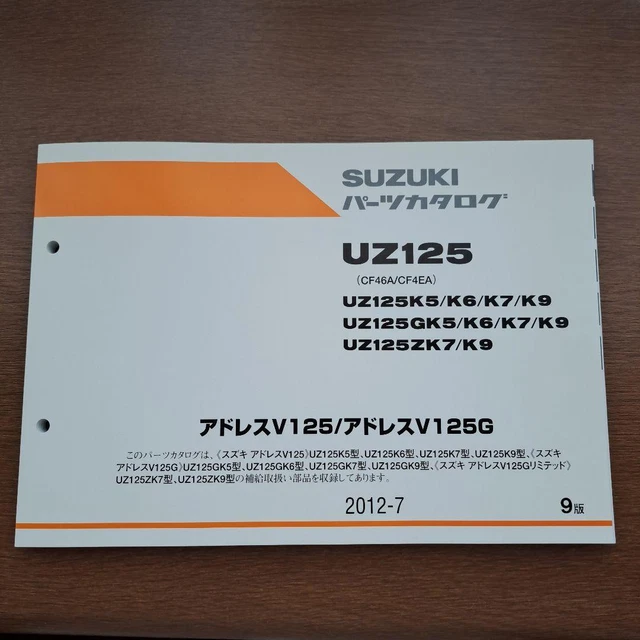 SUZUKI
パーツカタログ
UZ125
(CF46A/CF4EA)
UZ125K5/K6/K7/K9
UZ125GK5/K6/K7/K9
UZ125ZK7/K9
アドレスV125/アドレスV125G
このパーツカタログは、《スズキ アドレスV125》UZ125K5型、UZ125K6型、UZ125K7型、UZ125K9型、《スズキ
アドレスV125G》UZ125GK5型、UZ125GK6型、UZ125GK7型、UZ125GK9型、《スズキ アドレスV125Gリミテッド》
UZ125ZK7型、UZ125ZK9型の補給取扱い部品を収録してあります。
2012-7
9版